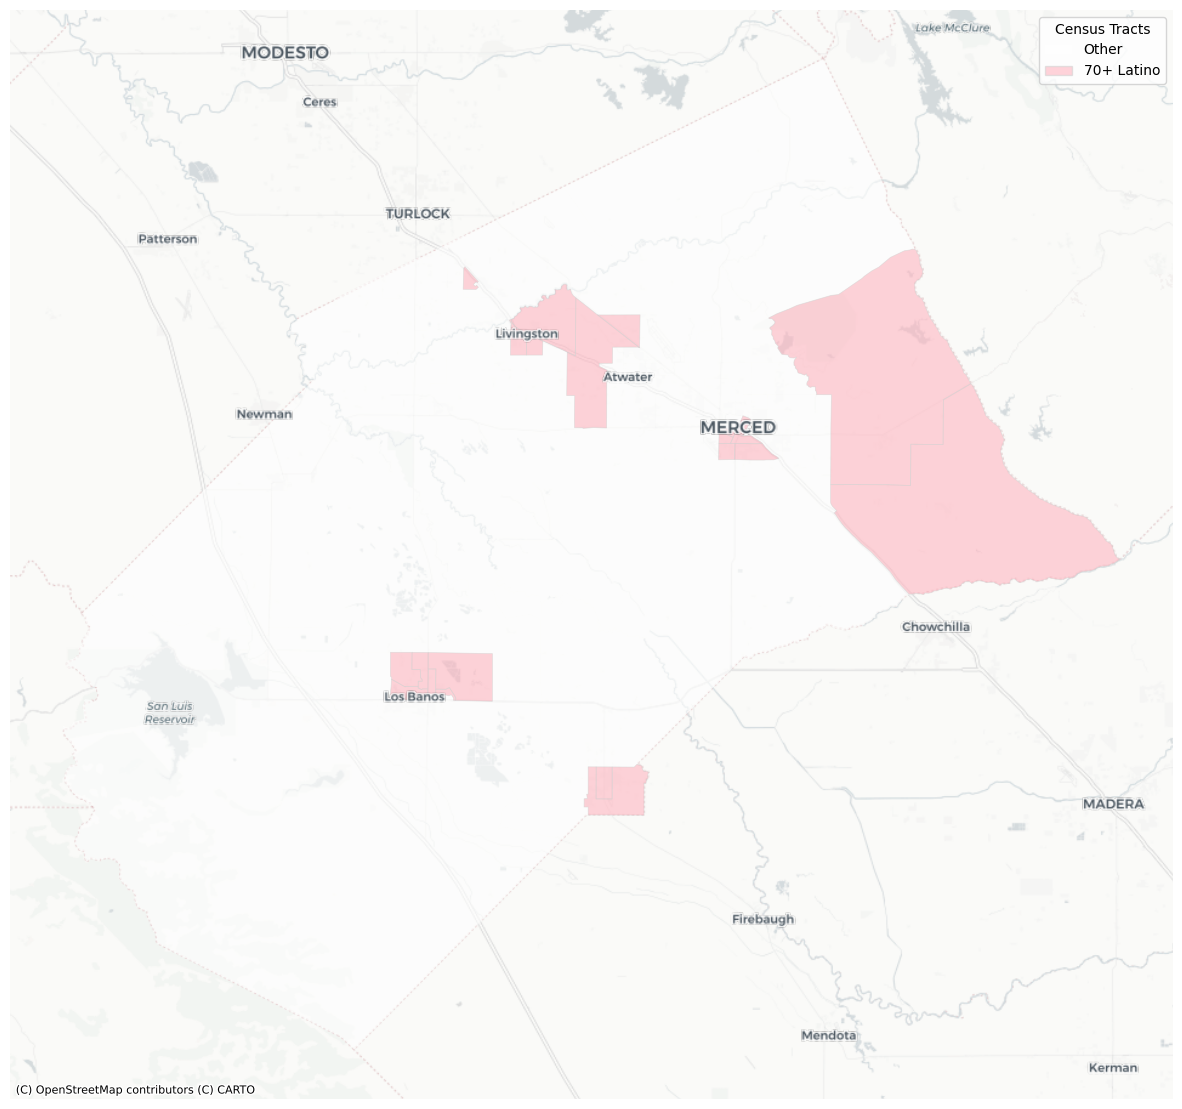 Census Tracts
Other
70+ Latino
Lake McClure
MODESTO
Ceres
TURLOCK
Patterson
Livingston
Atwater
Newman
MERCED
Chowchilla
Los Banos
San Luis
Reservoir
MADERA
Firebaugh
Mendota
Kerman
(C) OpenStreetMap contributors (C) CARTO